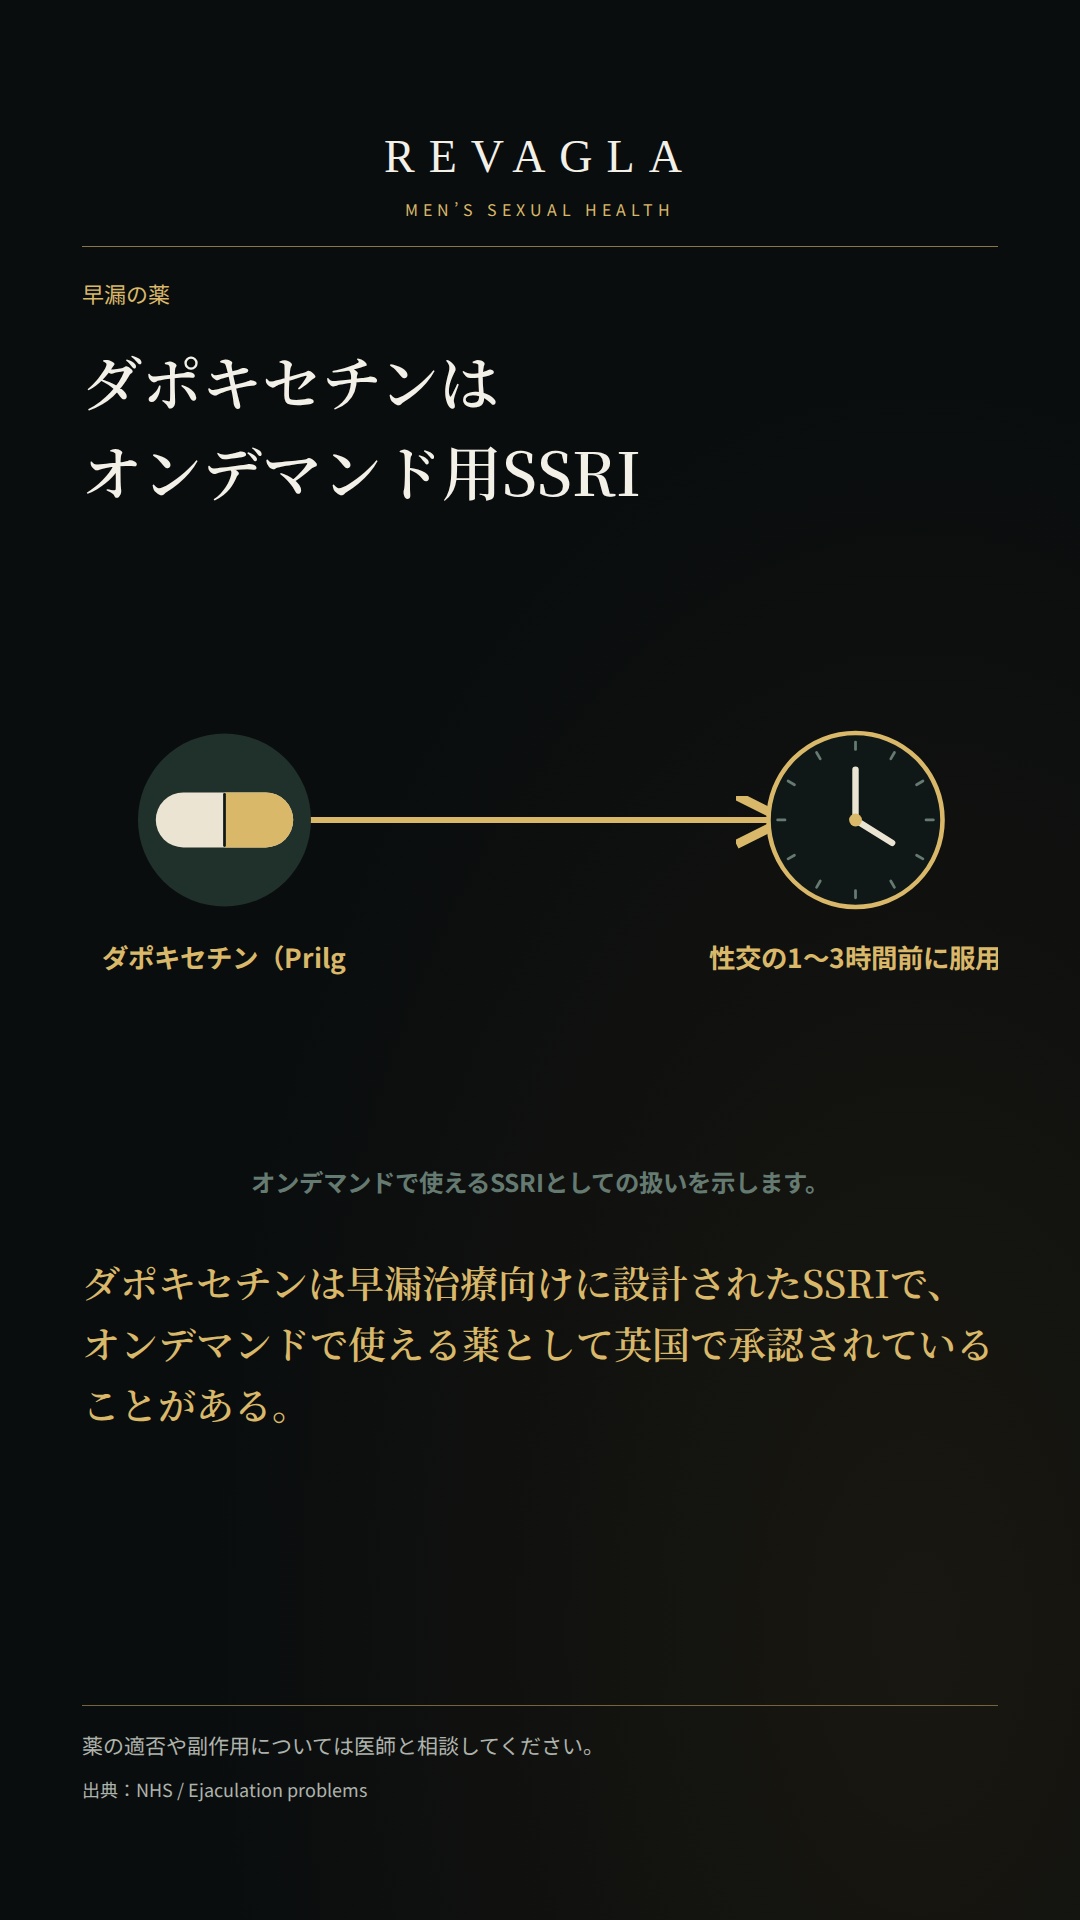 REVAGLA
MEN’S SEXUAL HEALTH
早漏の薬
ダポキセチンは
オンデマンド用SSRI
ダポキセチン（Prilg
性交の1〜3時間前に服用
オンデマンドで使えるSSRIとしての扱いを示します。
ダポキセチンは早漏治療向けに設計されたSSRIで、
オンデマンドで使える薬として英国で承認されている
ことがある。
薬の適否や副作用については医師と相談してください。
出典：NHS / Ejaculation problems